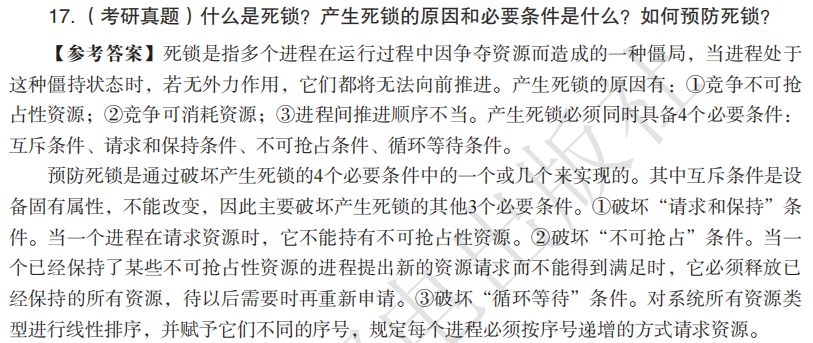 17.（考研真题）什么是死锁？产生死锁的原因和必要条件是什么？如何预防死锁？
【参考答案】死锁是指多个进程在运行过程中因争夺资源而造成的一种僵局，当进程处于
这种僵持状态时，若无外力作用，它们都将无法向前推进。产生死锁的原因有：①竞争不可抢
占性资源；②竞争可消耗资源；③进程间推进顺序不当。产生死锁必须同时具备4个必要条件：
互斥条件、请求和保持条件、不可抢占条件、循环等待条件。
预防死锁是通过破坏产生死锁的4个必要条件中的一个或几个来实现的。其中互斥条件是设
备固有属性，不能改变，因此主要破坏产生死锁的其他3个必要条件。①破坏“请求和保持”条
件。当一个进程在请求资源时，它不能持有不可抢占性资源。②破坏“不可抢占”条件。当一
个已经保持了某些不可抢占性资源的进程提出新的资源请求而不能得到满足时，它必须释放已
经保持的所有资源，待以后需要时再重新申请。③破坏“循环等待”条件。对系统所有资源类
型进行线性排序，并赋予它们不同的序号，规定每个进程必须按序号递增的方式请求资源。
电出版社